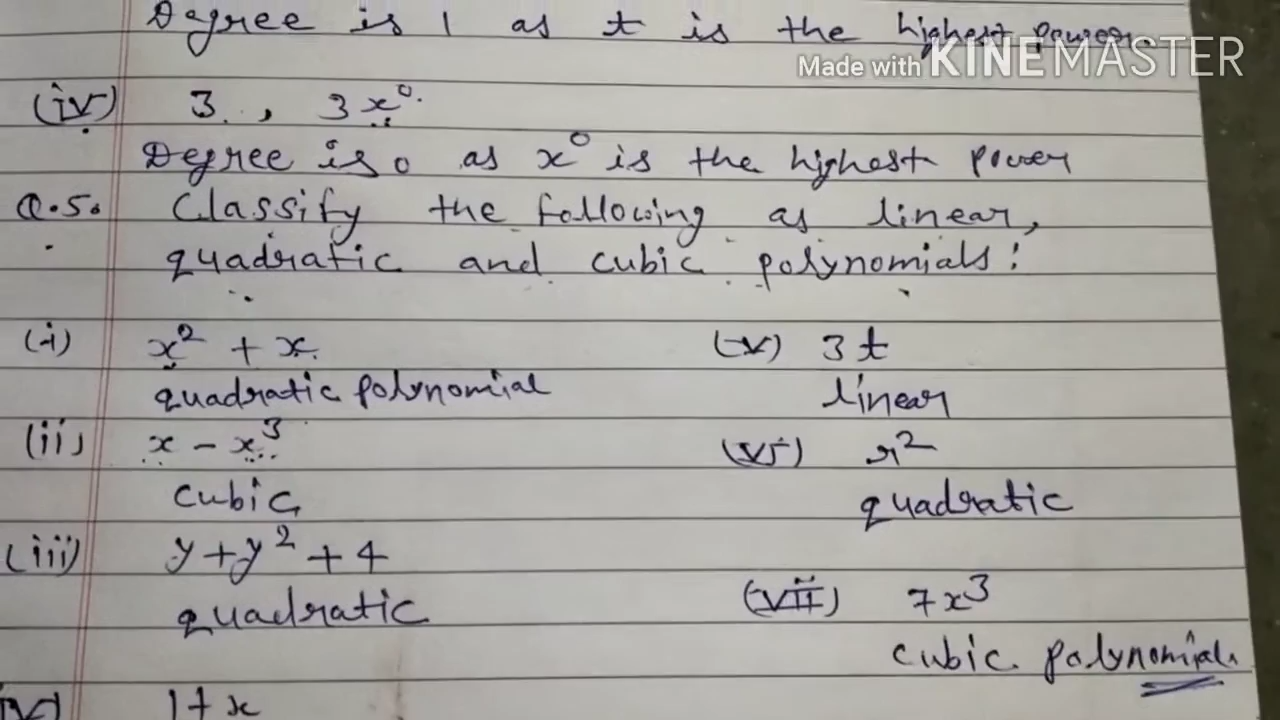 Degree is 1 as t is the highest power.
Made with KINEMASTER
(iv) 3 , 3x⁰
Degree is 0 as x⁰ is the highest power
Q.5. Classify the following as linear,
quadratic and cubic polynomials:
(i) x² + x
quadratic polynomial
(ii) x - x³
cubic
(iii) y + y² + 4
quadratic
(iv) 1 + x
(v) 3t
linear
(vi) r²
quadratic
(VII) 7x³
cubic polynomial.